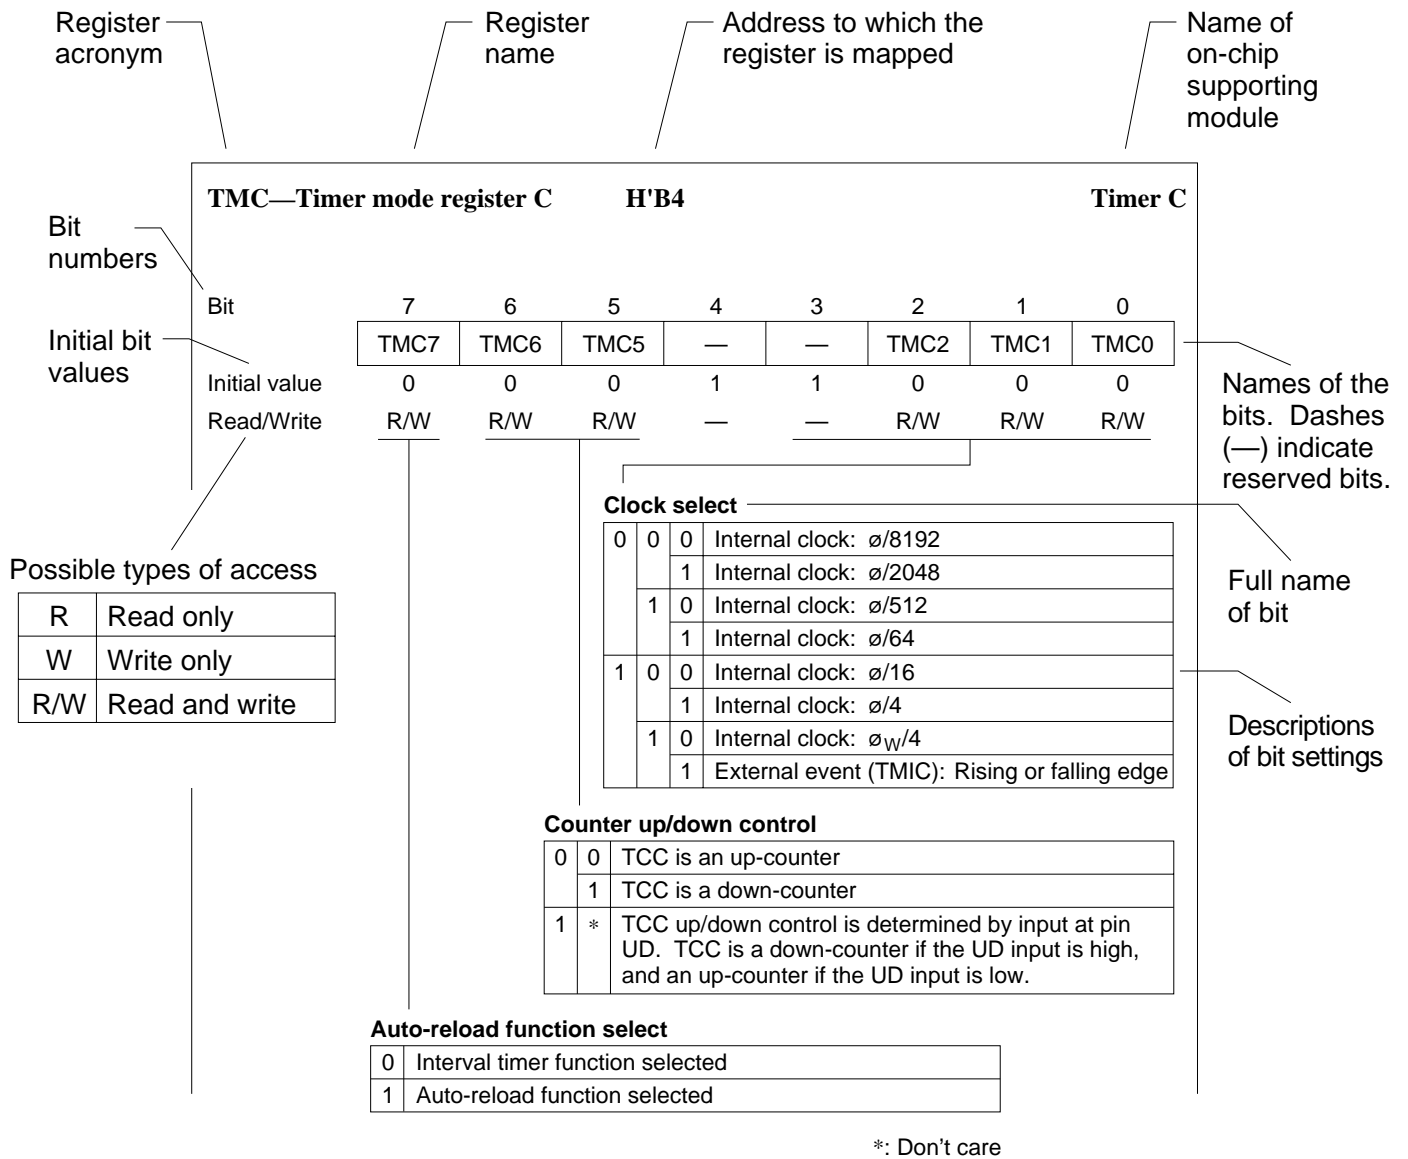 Register
acronym
Register
name
Address to which the
register is mapped
Name of
on-chip
supporting
module
TMC—Timer mode register C H'B4 Timer C
Bit
numbers
Bit 7 6 5 4 3 2 1 0
Initial bit
values
TMC7 TMC6 TMC5 — — TMC2 TMC1 TMC0
Initial value 0 0 0 1 1 0 0 0
Read/Write R/W R/W R/W — — R/W R/W R/W
Names of the
bits. Dashes
(—) indicate
reserved bits.
Possible types of access
R Read only
W Write only
R/W Read and write
Clock select
0 0 0 Internal clock: ø/8192
1 Internal clock: ø/2048
1 0 Internal clock: ø/512
1 Internal clock: ø/64
1 0 0 Internal clock: ø/16
1 Internal clock: ø/4
1 0 Internal clock: øW/4
1 External event (TMIC): Rising or falling edge
Full name
of bit
Descriptions
of bit settings
Counter up/down control
0 0 TCC is an up-counter
1 TCC is a down-counter
1 * TCC up/down control is determined by input at pin
UD. TCC is a down-counter if the UD input is high,
and an up-counter if the UD input is low.
Auto-reload function select
0 Interval timer function selected
1 Auto-reload function selected
*: Don't care